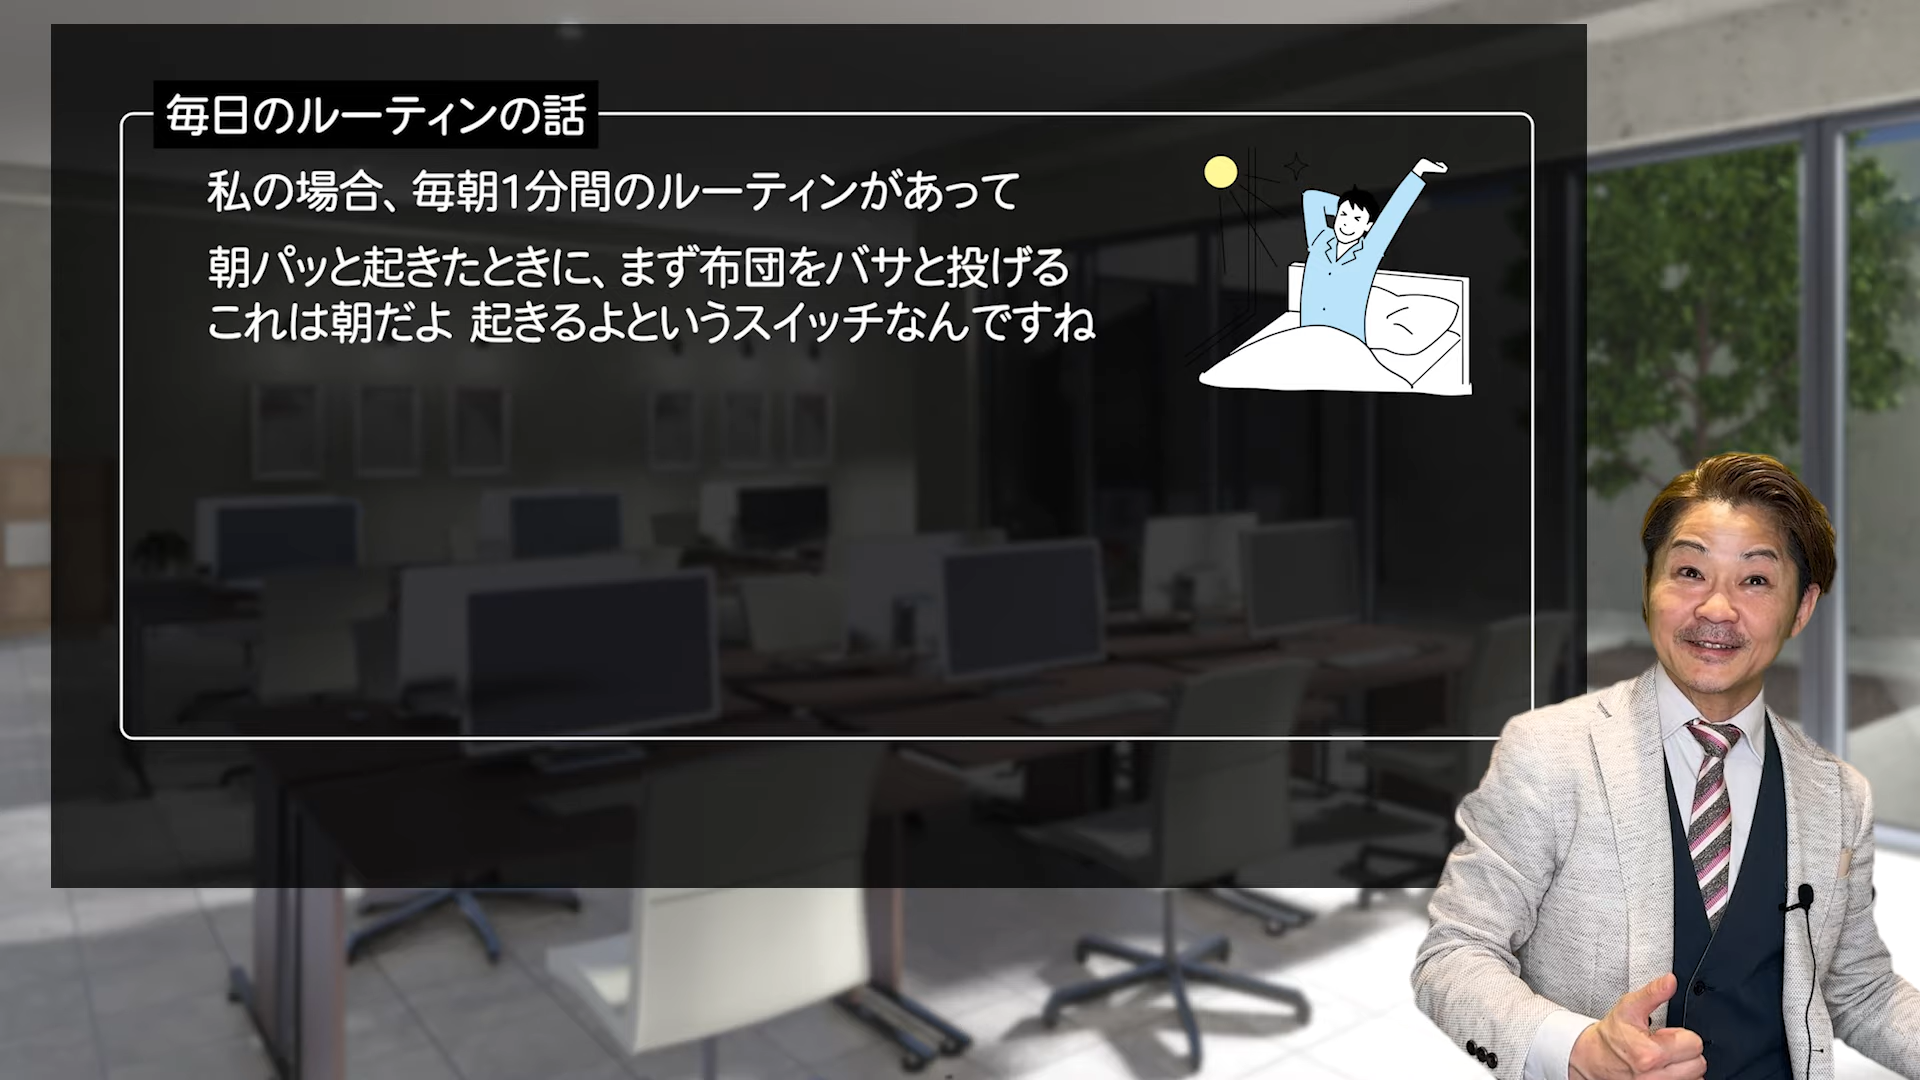 毎日のルーティンの話
私の場合、毎朝1分間のルーティンがあって
朝パッと起きたときに、まず布団をバサと投げる
これは朝だよ 起きるよというスイッチなんですね